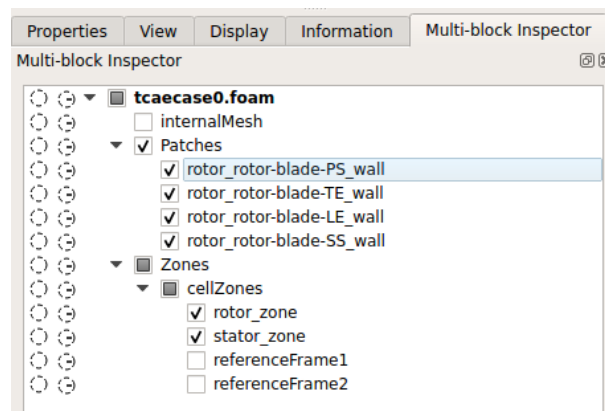 Properties View Display Information Multi-block Inspector
Multi-block Inspector
tcaecase0.foam
internalMesh
Patches
rotor_rotor-blade-PS_wall
rotor_rotor-blade-TE_wall
rotor_rotor-blade-LE_wall
rotor_rotor-blade-SS_wall
Zones
cellZones
rotor_zone
stator_zone
referenceFrame1
referenceFrame2